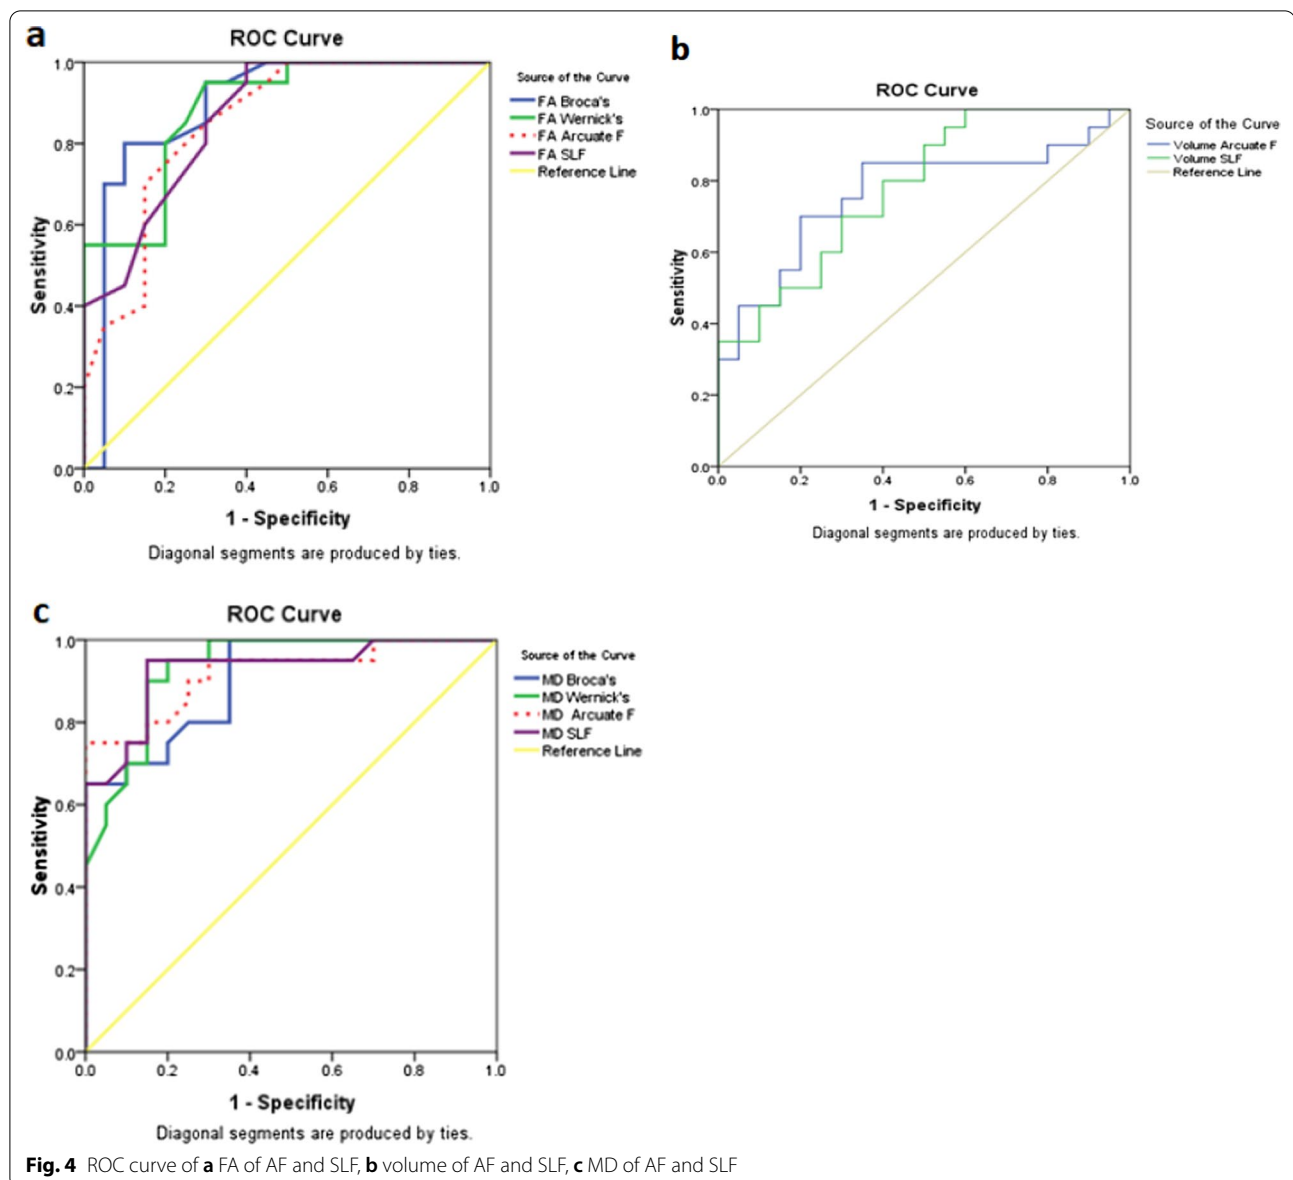 a
ROC Curve
1.0
0.8
0.6
0.4
0.2
0.0
Sensitivity
0.0 0.2 0.4 0.6 0.8 1.0
1 - Specificity
Diagonal segments are produced by ties.
Source of the Curve
FA Broca's
FA Wernick's
FA Arcuate F
FA SLF
Reference Line
b
ROC Curve
1.0
0.8
0.6
0.4
0.2
0.0
Sensitivity
0.0 0.2 0.4 0.6 0.8 1.0
1 - Specificity
Diagonal segments are produced by ties.
Source of the Curve
Volume Arcuate F
Volume SLF
Reference Line
c
ROC Curve
1.0
0.8
0.6
0.4
0.2
0.0
Sensitivity
0.0 0.2 0.4 0.6 0.8 1.0
1 - Specificity
Diagonal segments are produced by ties.
Source of the Curve
MD Broca's
MD Wernick's
MD Arcuate F
MD SLF
Reference Line
Fig. 4 ROC curve of a FA of AF and SLF, b volume of AF and SLF, c MD of AF and SLF